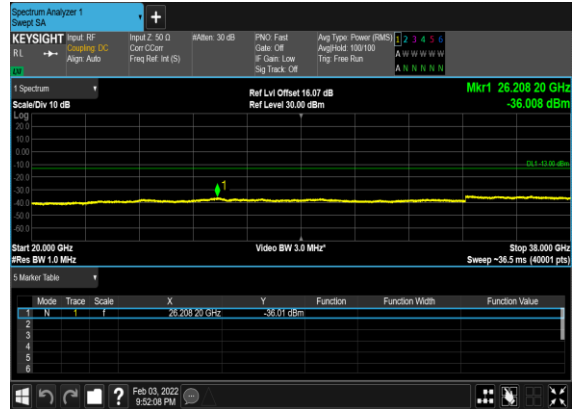 Spectrum Analyzer 1
Swept SA
+
KEYSIGHT Input: RF Input Z: 50 Ω #Atten: 30 dB PNO: Fast Avg Type: Power (RMS) 1 2 3 4 5 6
RL Coupling: DC Corr CCorr Gate: Off Avg|Hold: 100/100 A W W W W W
Align: Auto Freq Ref: Int (S) IF Gain: Low Trig: Free Run
Sig Track: Off A N N N N N
1 Spectrum Ref Lvl Offset 16.07 dB Mkr1 26.208 20 GHz
Scale/Div 10 dB Ref Level 30.00 dBm -36.008 dBm
Log
20.0
10.0
0.00
-10.0 DL1 -13.00 dBm
-20.0
-30.0 1
-40.0
-50.0
-60.0
Start 20.000 GHz Video BW 3.0 MHz* Stop 38.000 GHz
#Res BW 1.0 MHz Sweep ~36.5 ms (40001 pts)
5 Marker Table
Mode Trace Scale X Y Function Function Width Function Value
1 N 1 f 26.208 20 GHz -36.01 dBm
2
3
4
5
6
? Feb 03, 2022
9:52:08 PM